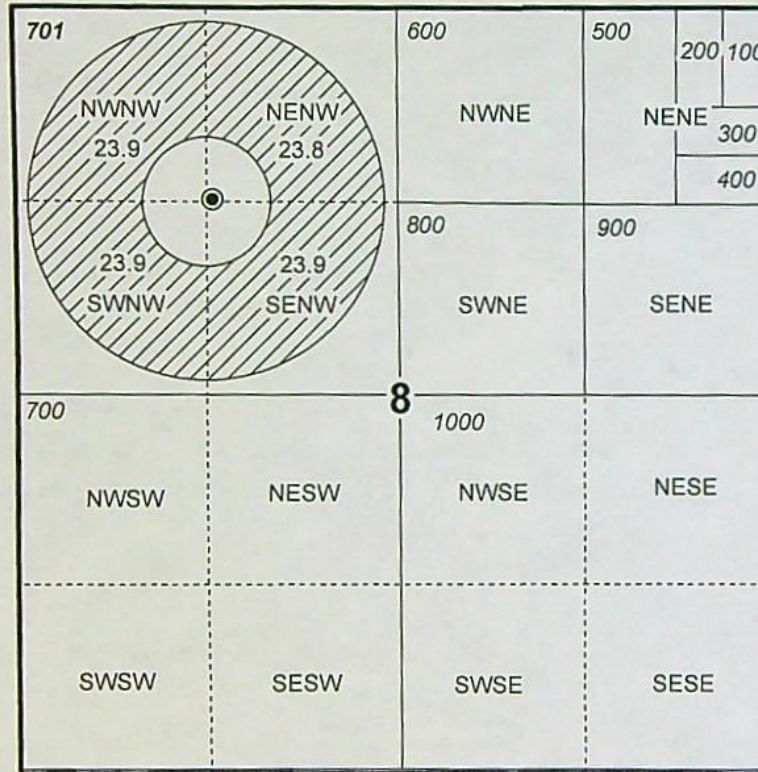 701
600
500
200
100
NWNW
NENW
NWNE
NENE
23.9
23.8
300
400
800
900
23.9
23.9
SWNW
SENW
SWNE
SENE
8
700
1000
NWSW
NESW
NWSE
NESE
SWSW
SESW
SWSE
SESE